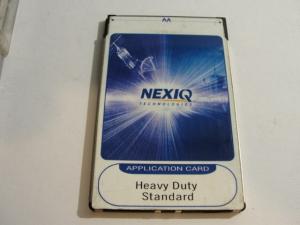 NEXIQ
TECHNOLOGIES
APPLICATION CARD
Heavy Duty
Standard